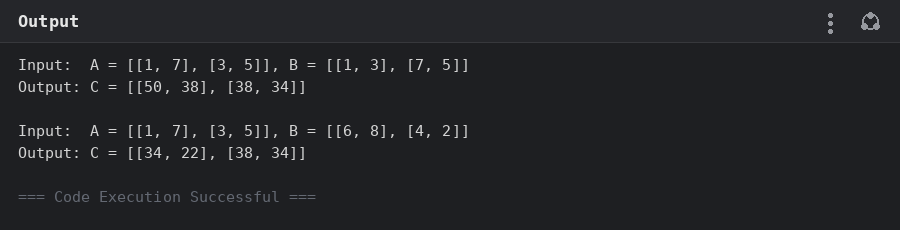 Output
Input:  A = [[1, 7], [3, 5]], B = [[1, 3], [7, 5]]
Output: C = [[50, 38], [38, 34]]
Input:  A = [[1, 7], [3, 5]], B = [[6, 8], [4, 2]]
Output: C = [[34, 22], [38, 34]]
=== Code Execution Successful ===